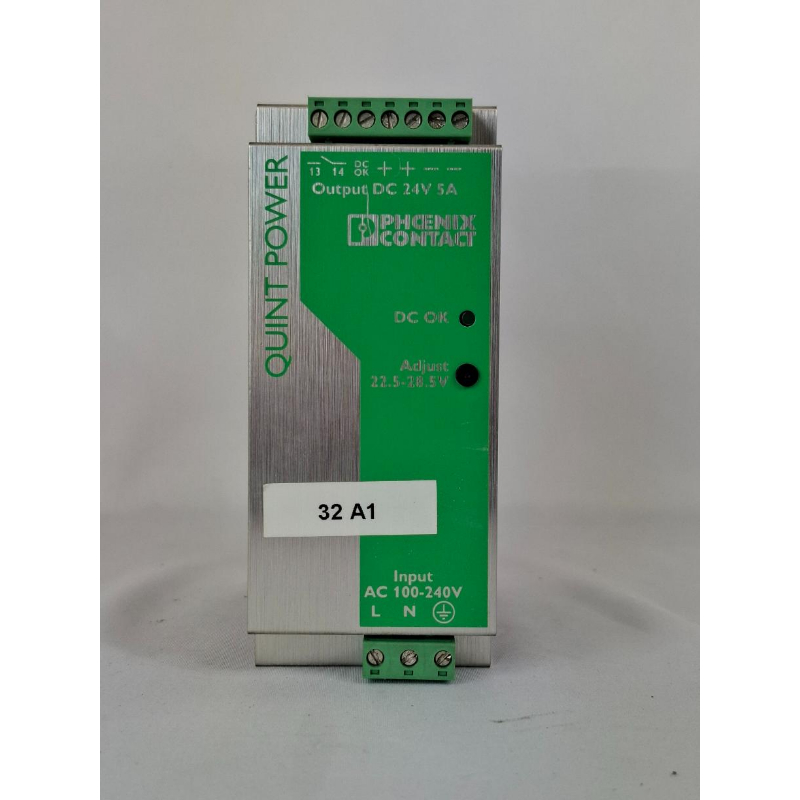 DC
OK
13 14 + + — —
Output DC 24V 5A
QUINT POWER
PHOENIX
CONTACT
DC OK
Adjust
22.5-28.5V
32 A1
Input
AC 100-240V
L N